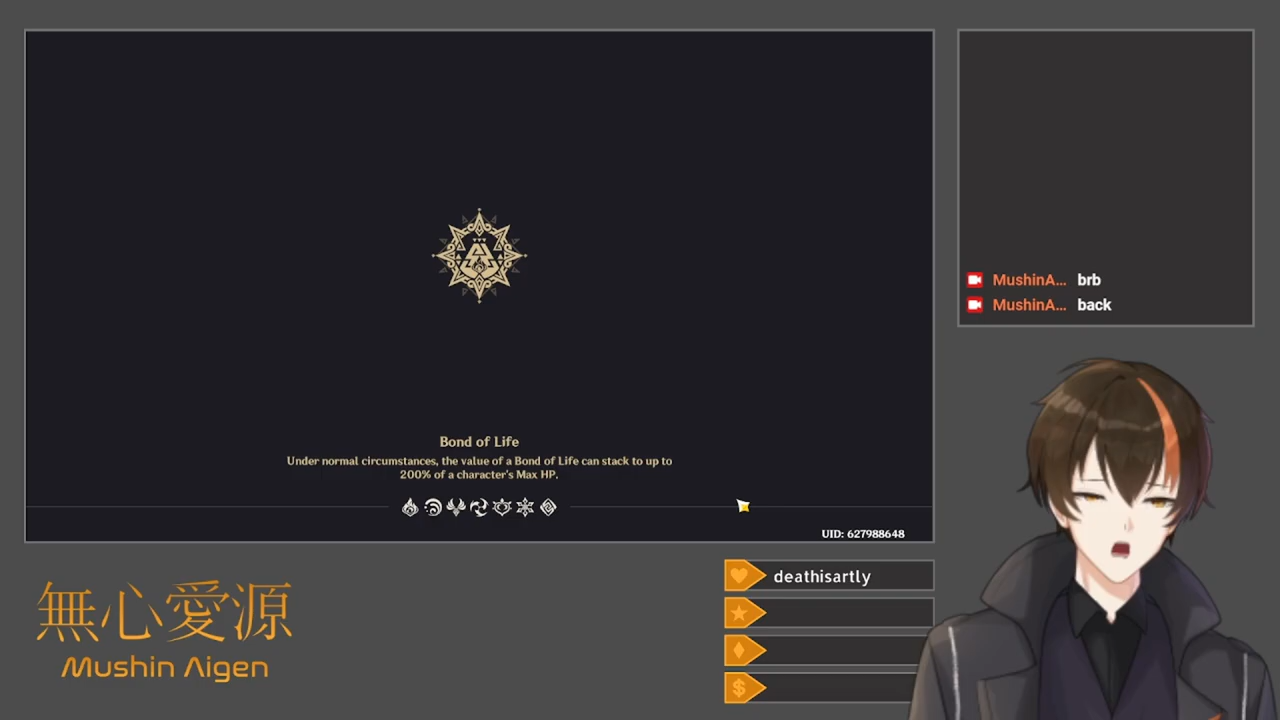 Bond of Life
Under normal circumstances, the value of a Bond of Life can stack to up to
200% of a character's Max HP.
UID: 627988648
MushinA... brb
MushinA... back
deathisartly
無心愛源
Mushin Aigen